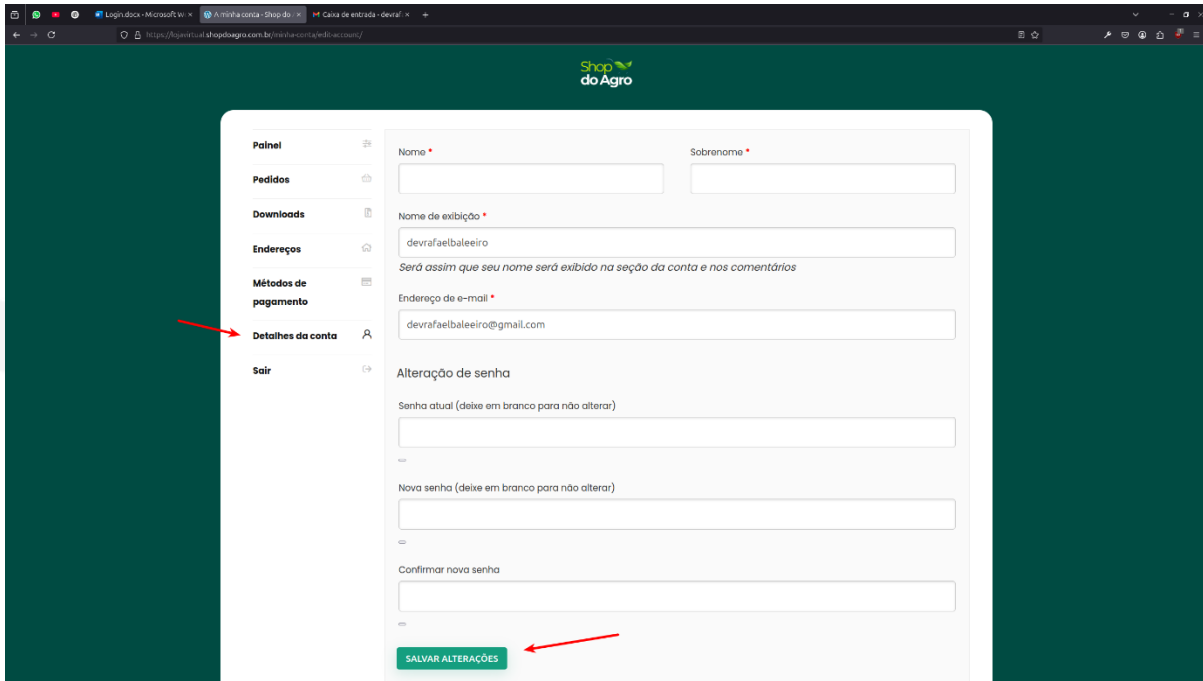 Login.docx - Microsoft W
A minha conta - Shop do
Caixa de entrada - devraf
https://lojavirtual.shopdoagro.com.br/minha-conta/edit-account/
Shop
do Agro
Painel
Pedidos
Downloads
Endereços
Métodos de
pagamento
Detalhes da conta
Sair
Nome *
Sobrenome *
Nome de exibição *
devrafaelbaleeiro
Será assim que seu nome será exibido na seção da conta e nos comentários
Endereço de e-mail *
devrafaelbaleeiro@gmail.com
Alteração de senha
Senha atual (deixe em branco para não alterar)
Nova senha (deixe em branco para não alterar)
Confirmar nova senha
SALVAR ALTERAÇÕES